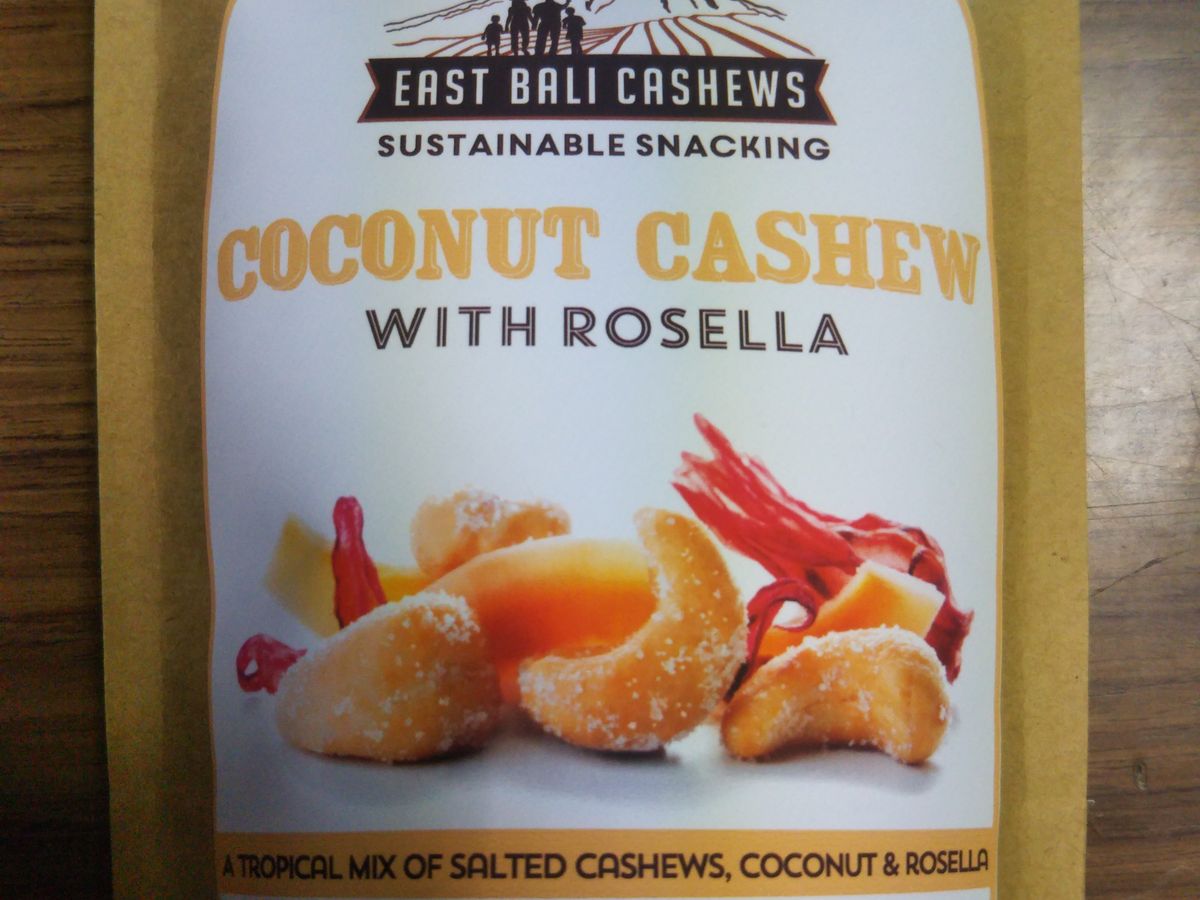 EAST BALI CASHEWS
SUSTAINABLE SNACKING
COCONUT CASHEW
WITH ROSELLA
A TROPICAL MIX OF SALTED CASHEWS, COCONUT & ROSELLA